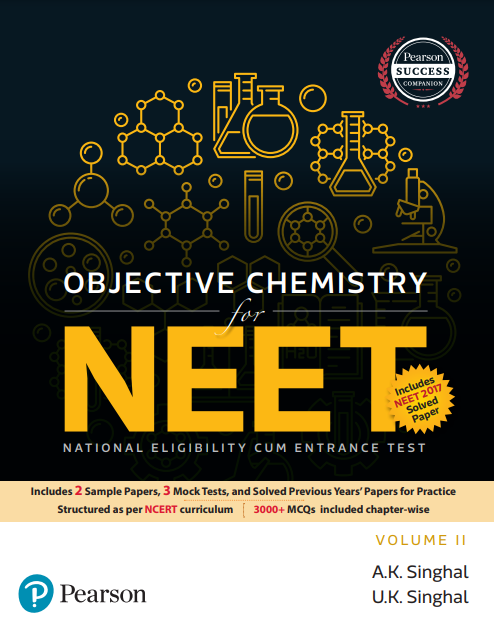 Pearson
SUCCESS
COMPANION
OBJECTIVE CHEMISTRY
for
NEET
Includes
NEET 2017
Solved
Paper
NATIONAL ELIGIBILITY CUM ENTRANCE TEST
Includes 2 Sample Papers, 3 Mock Tests, and Solved Previous Years' Papers for Practice
Structured as per NCERT curriculum 3000+ MCQs included chapter-wise
VOLUME II
A.K. Singhal
U.K. Singhal
P Pearson